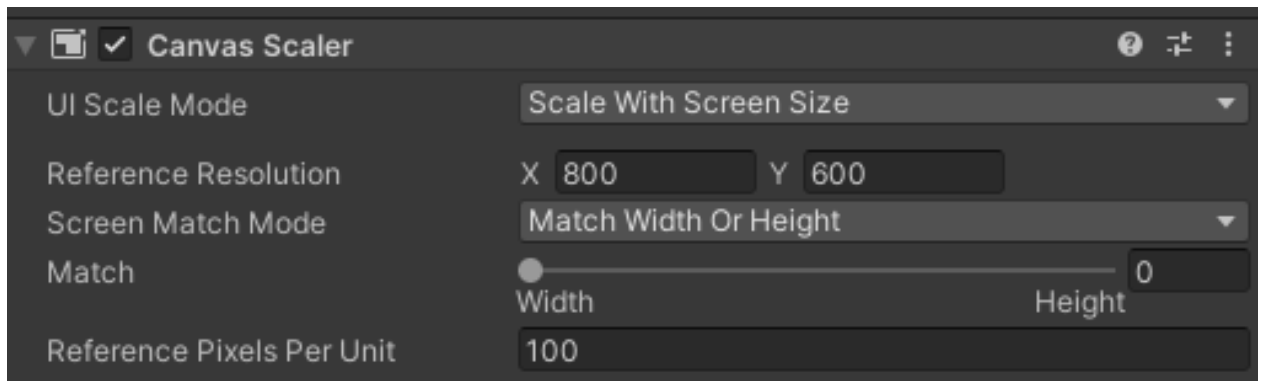 Canvas Scaler
UI Scale Mode Scale With Screen Size
Reference Resolution X 800 Y 600
Screen Match Mode Match Width Or Height
Match 0
Width Height
Reference Pixels Per Unit 100